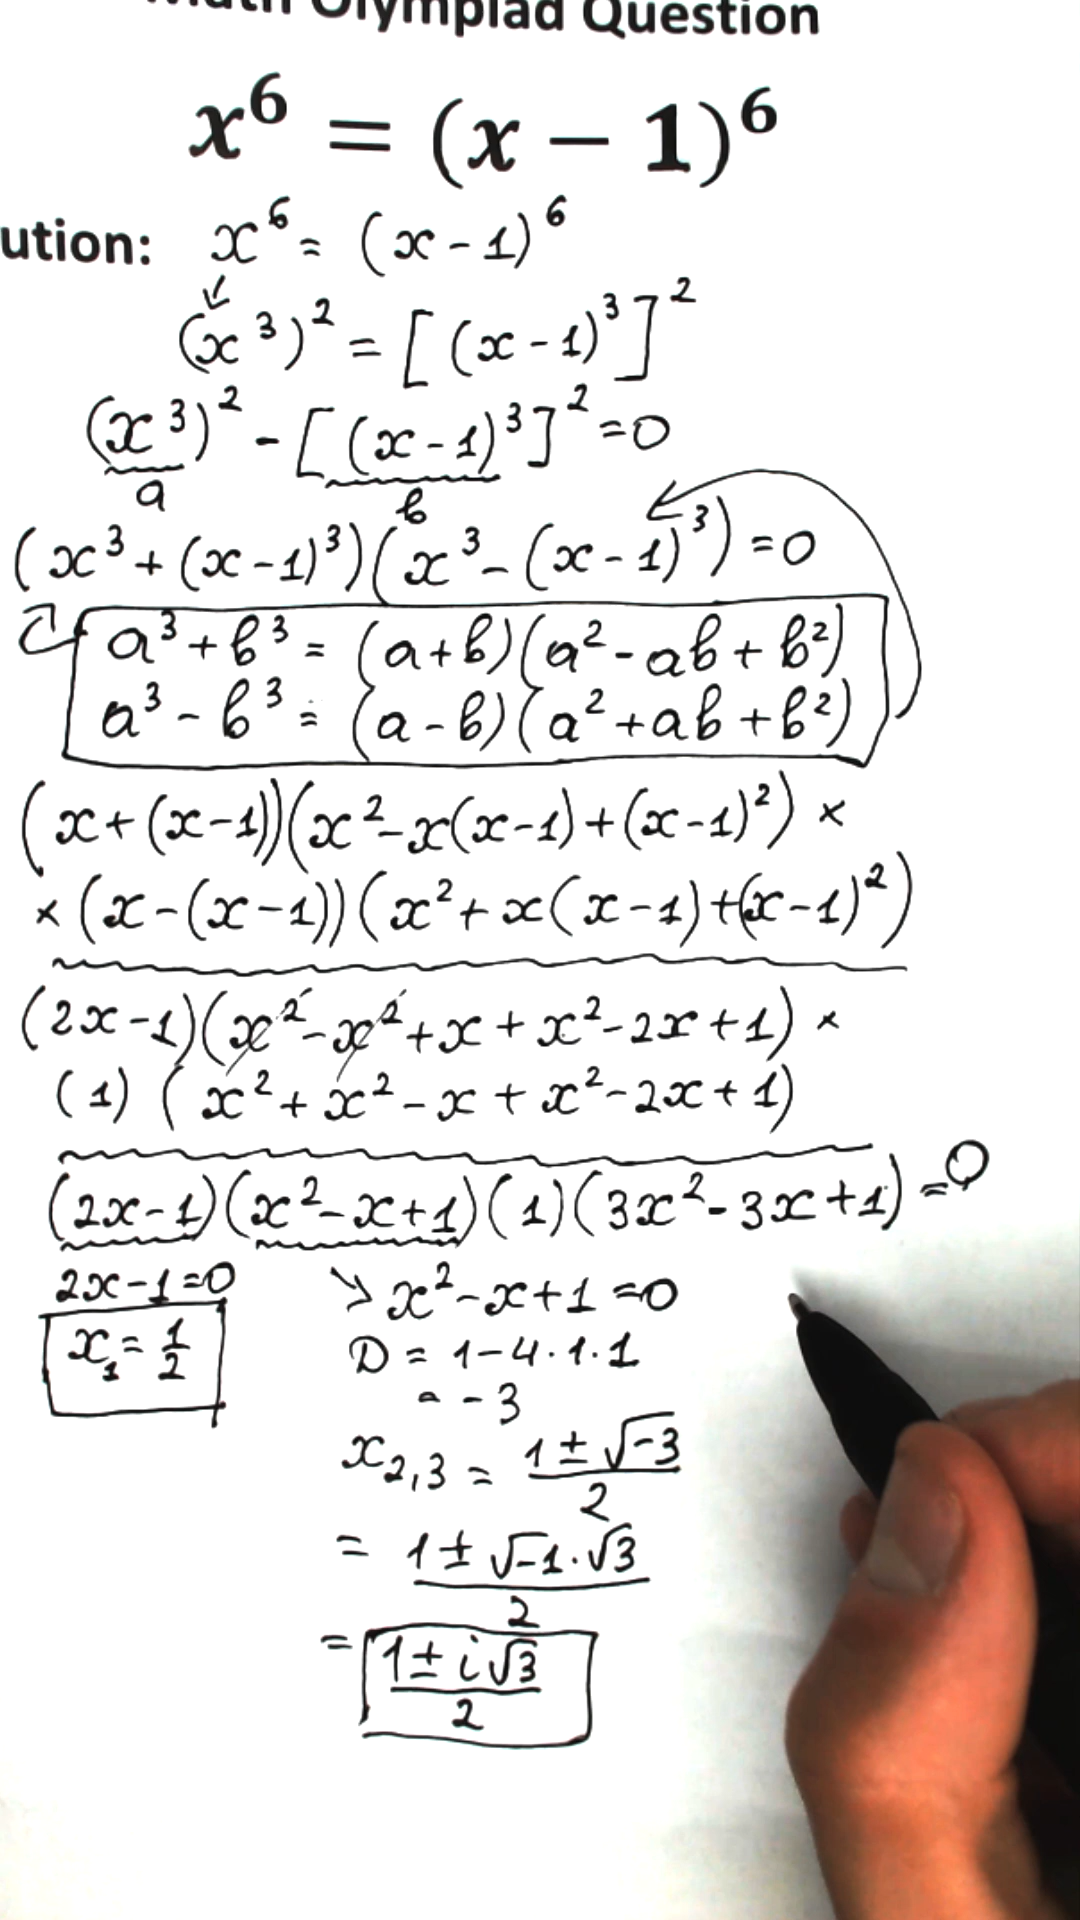 Math Olympiad Question
x⁶ = (x − 1)⁶
ution: x⁶ = (x - 1)⁶
(x³)² = [(x - 1)³]²
(x³)² - [(x - 1)³]² = 0
a b
(x³ + (x - 1)³)(x³ - (x - 1)³) = 0
a³ + b³ = (a + b)(a² - ab + b²)
a³ - b³ = (a - b)(a² + ab + b²)
(x + (x - 1))(x² - x(x - 1) + (x - 1)²) ×
× (x - (x - 1))(x² + x(x - 1) + (x - 1)²)
(2x - 1)(x² - x² + x + x² - 2x + 1) ×
(1) (x² + x² - x + x² - 2x + 1)
(2x - 1)(x² - x + 1)(1)(3x² - 3x + 1) = 0
2x - 1 = 0
x₁ = 1/2
x² - x + 1 = 0
D = 1 - 4 · 1 · 1
= - 3
x₂,₃ = (1 ± √-3)/2
= (1 ± √-1 · √3)/2
= (1 ± i√3)/2